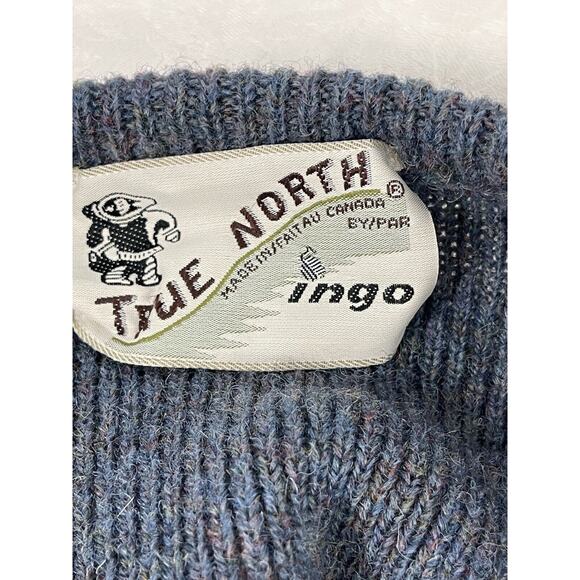 TRUE NORTH ®
MADE IN/FAIT AU CANADA
BY/PAR
ingo